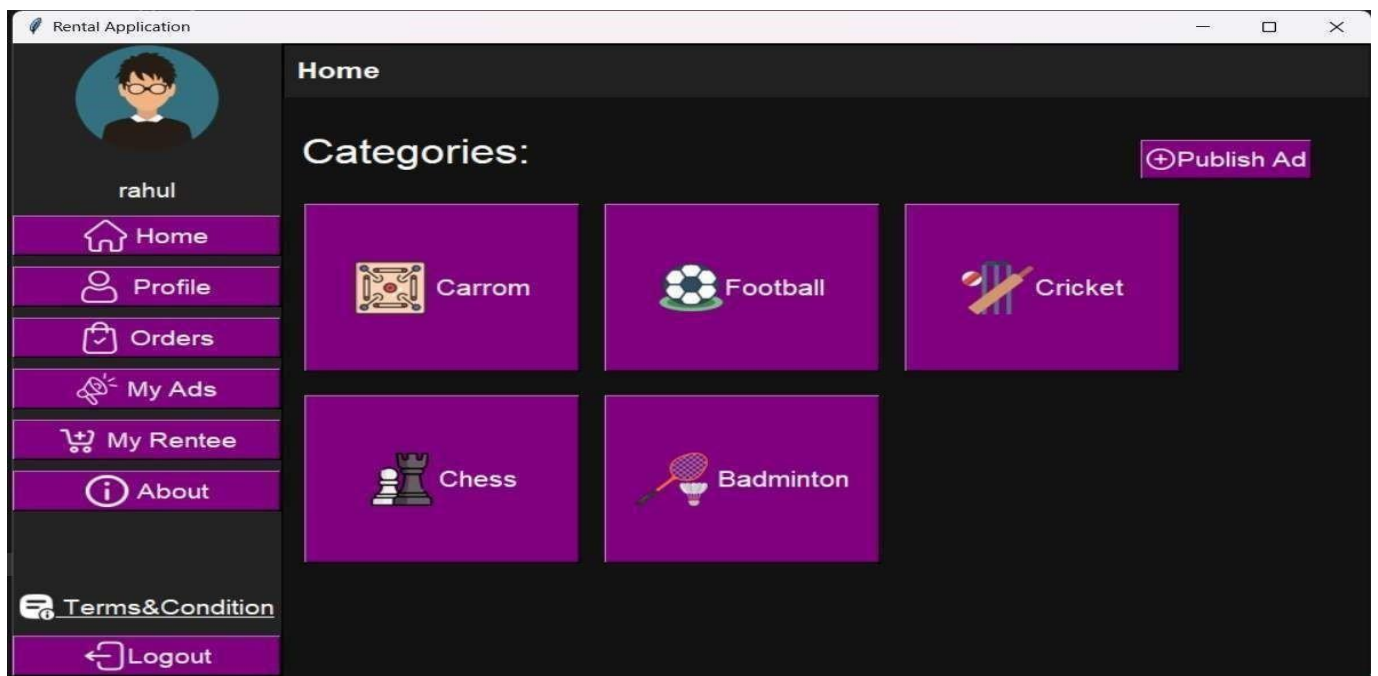 Rental Application
rahul
Home
Profile
Orders
My Ads
My Rentee
About
Terms&Condition
Logout
Home
Categories:
Publish Ad
Carrom
Football
Cricket
Chess
Badminton